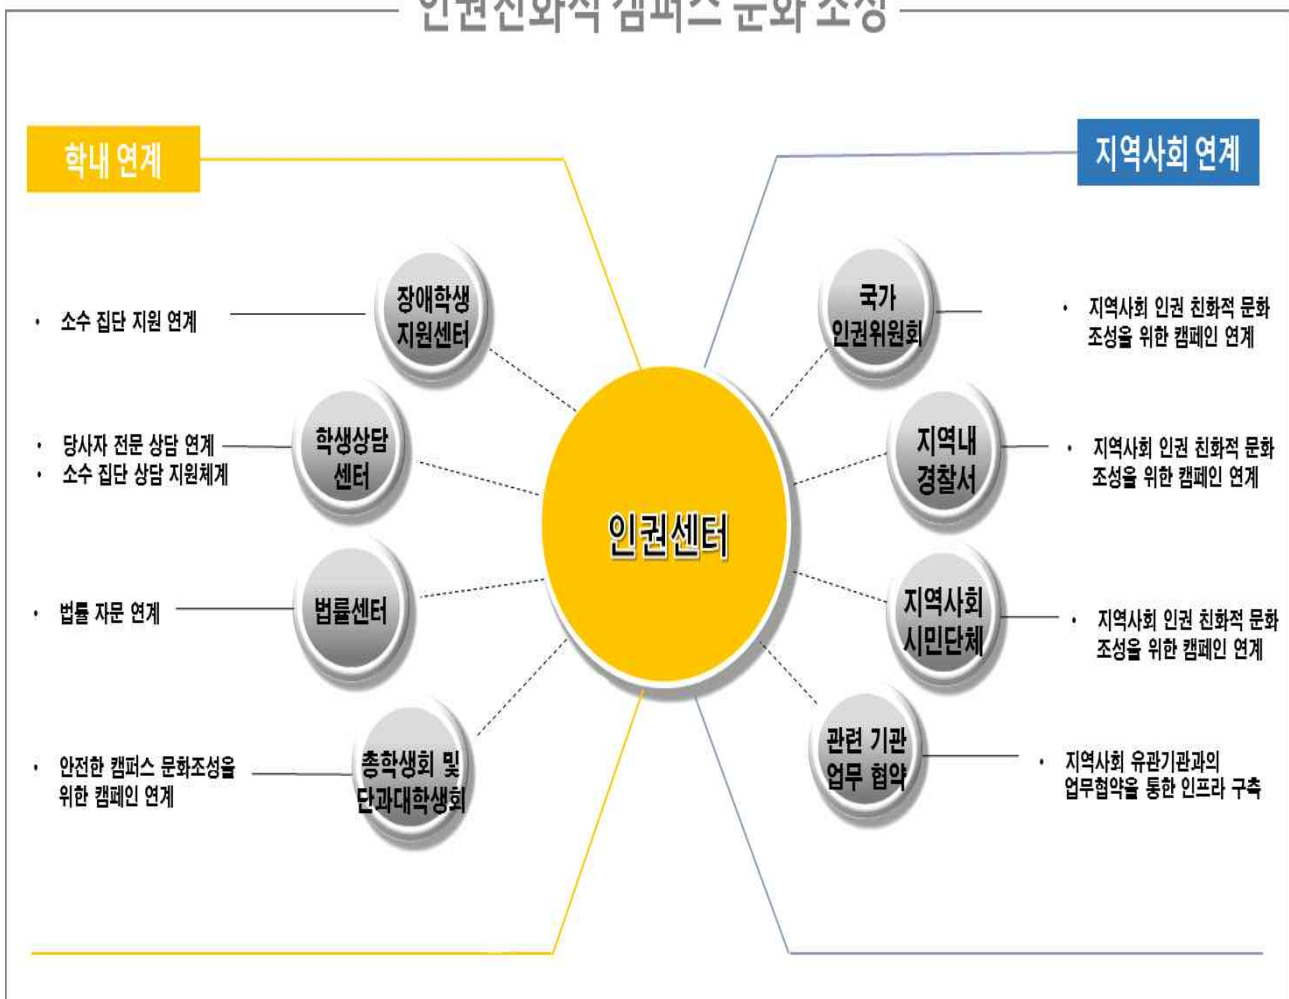 인권친화적 캠퍼스 문화 조성
학내 연계
지역사회 연계
장애학생
지원센터
• 소수 집단 지원 연계
학생상담
센터
• 당사자 전문 상담 연계
• 소수 집단 상담 지원체계
법률센터
• 법률 자문 연계
총학생회 및
단과대학생회
• 안전한 캠퍼스 문화조성을
위한 캠페인 연계
인권센터
국가
인권위원회
• 지역사회 인권 친화적 문화
조성을 위한 캠페인 연계
지역내
경찰서
• 지역사회 인권 친화적 문화
조성을 위한 캠페인 연계
지역사회
시민단체
• 지역사회 인권 친화적 문화
조성을 위한 캠페인 연계
관련 기관
업무 협약
• 지역사회 유관기관과의
업무협약을 통한 인프라 구축